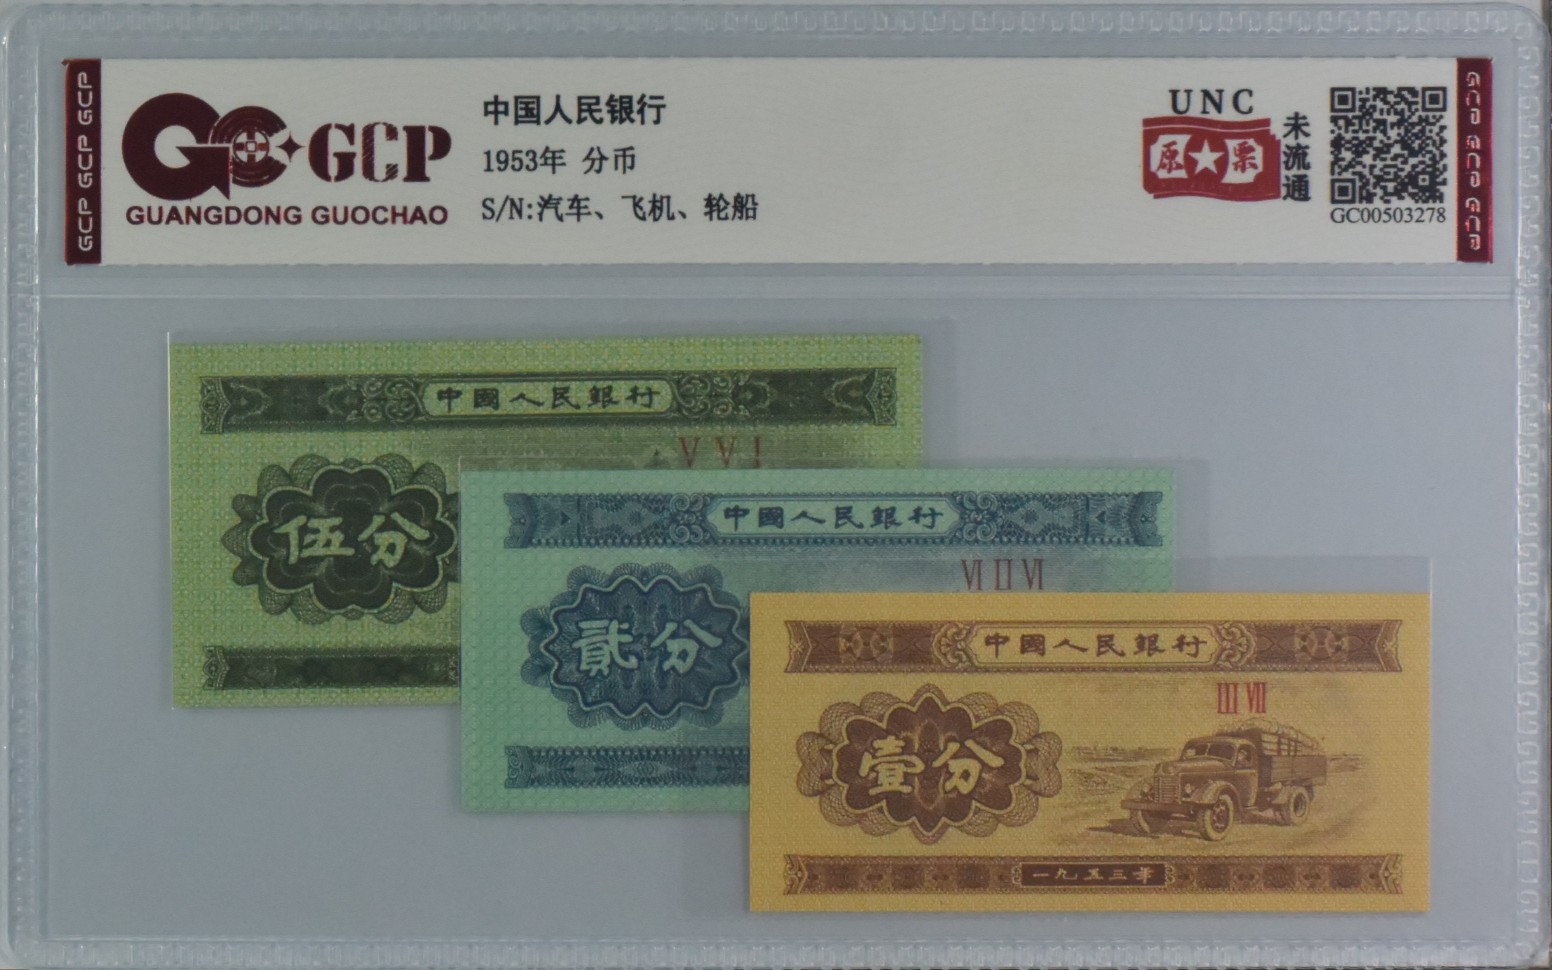 GCP GCP GCP
GCP
GUANGDONG GUOCHAO
中国人民银行
1953年 分币
S/N:汽车、飞机、轮船
UNC
原★票
未流通
GC00503278
GCP GCP GCP
中國人民銀行
V V I
伍分
中國人民銀行
VI II VI
貳分
中國人民銀行
III VII
壹分
一九五三年